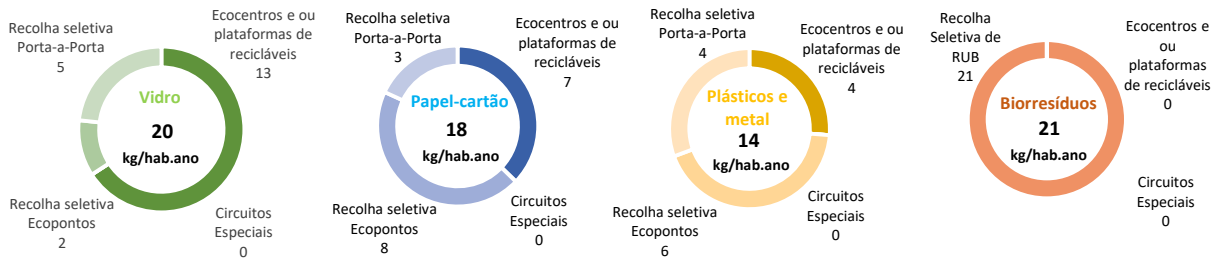 Recolha seletiva
Porta-a-Porta
5
Ecocentros e ou
plataformas de
recicláveis
13
Vidro
20
kg/hab.ano
Recolha seletiva
Ecopontos
2
Circuitos
Especiais
0
Recolha seletiva
Porta-a-Porta
3
Ecocentros e ou
plataformas de
recicláveis
7
Papel-cartão
18
kg/hab.ano
Recolha seletiva
Ecopontos
8
Circuitos
Especiais
0
Recolha seletiva
Porta-a-Porta
4
Ecocentros e ou
plataformas de
recicláveis
4
Plásticos e
metal
14
kg/hab.ano
Recolha seletiva
Ecopontos
6
Circuitos
Especiais
0
Recolha
Seletiva de
RUB
21
Ecocentros e
ou
plataformas
de recicláveis
0
Biorresíduos
21
kg/hab.ano
Circuitos
Especiais
0